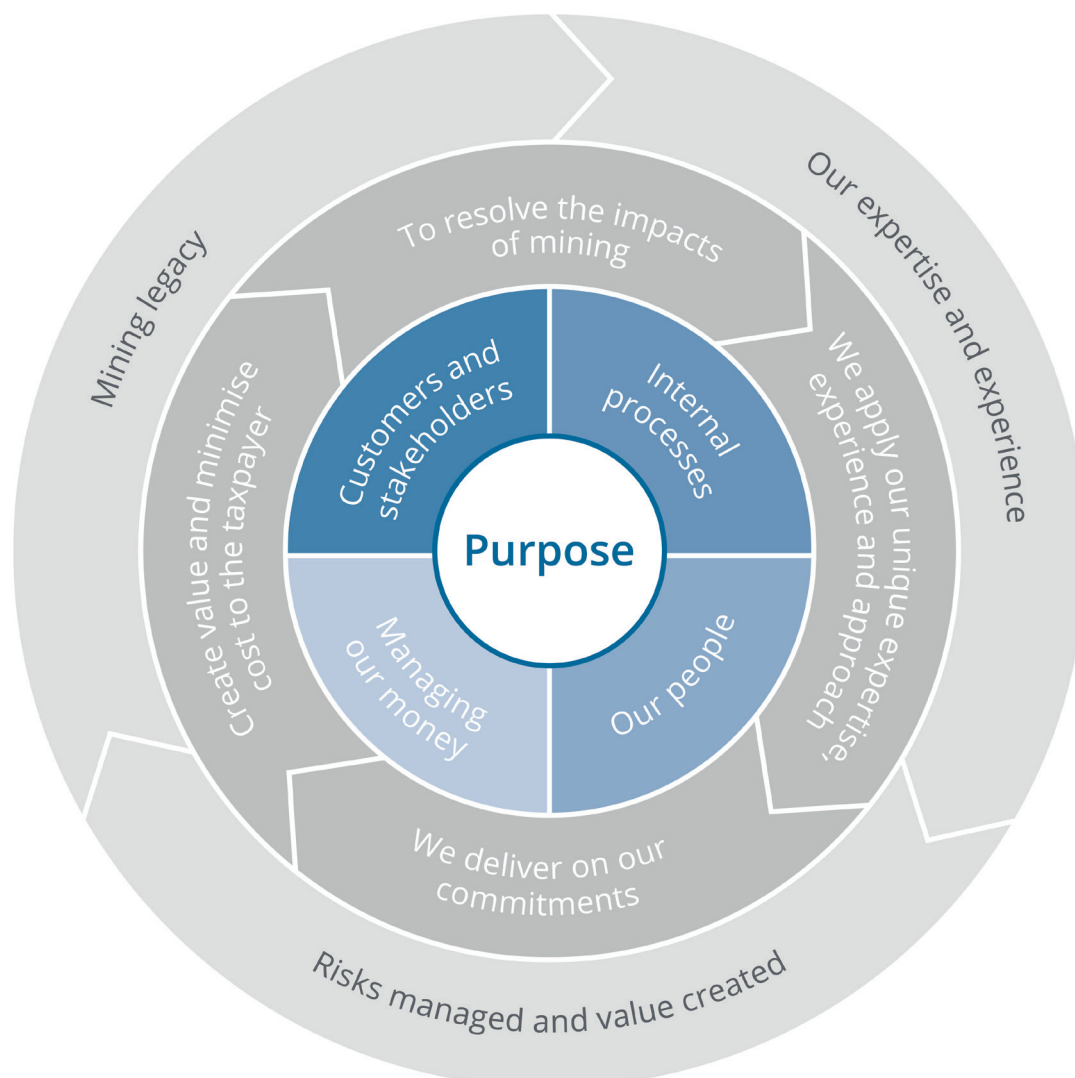 Mining legacy
Our expertise and experience
Risks managed and value created
To resolve the impacts
of mining
We apply our unique expertise,
experience and approach
We deliver on our
commitments
Create value and minimise
cost to the taxpayer
Customers and
stakeholders
Internal
processes
Our people
Managing
our money
Purpose